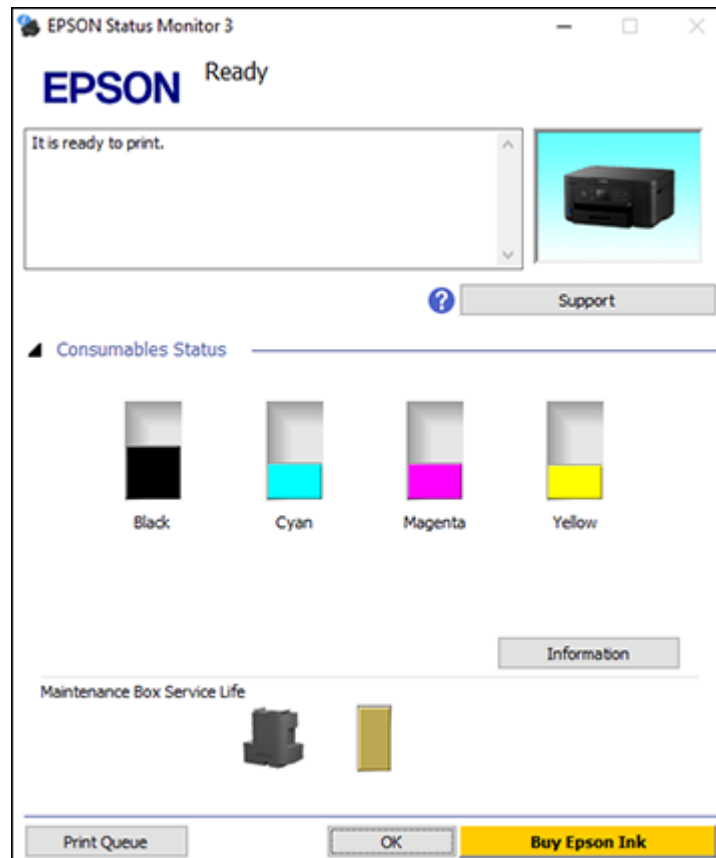 EPSON Status Monitor 3
EPSON
Ready
It is ready to print.
?
Support
Consumables Status
Black
Cyan
Magenta
Yellow
Information
Maintenance Box Service Life
Print Queue
OK
Buy Epson Ink